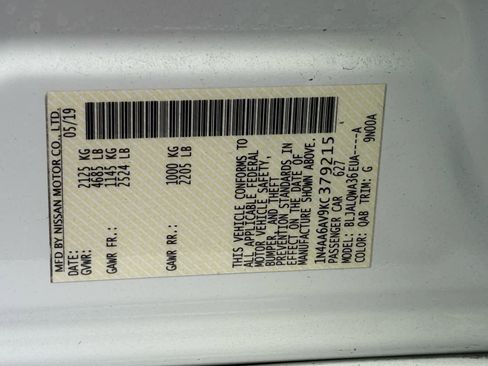 MFD BY NISSAN MOTOR CO., LTD.
DATE: 05/19
GVWR: 2125 KG
4685 LB
GAWR FR.: 1145 KG
2524 LB
GAWR RR.: 1000 KG
2205 LB
THIS VEHICLE CONFORMS TO
ALL APPLICABLE FEDERAL
MOTOR VEHICLE SAFETY,
BUMPER, AND THEFT
PREVENTION STANDARDS IN
EFFECT ON THE DATE OF
MANUFACTURE SHOWN ABOVE.
1N4AA6AV9KC379215
PASSENGER CAR 627
MODEL: BLJALQWA36EUA----A
COLOR: QAB TRIM: G 9N00A